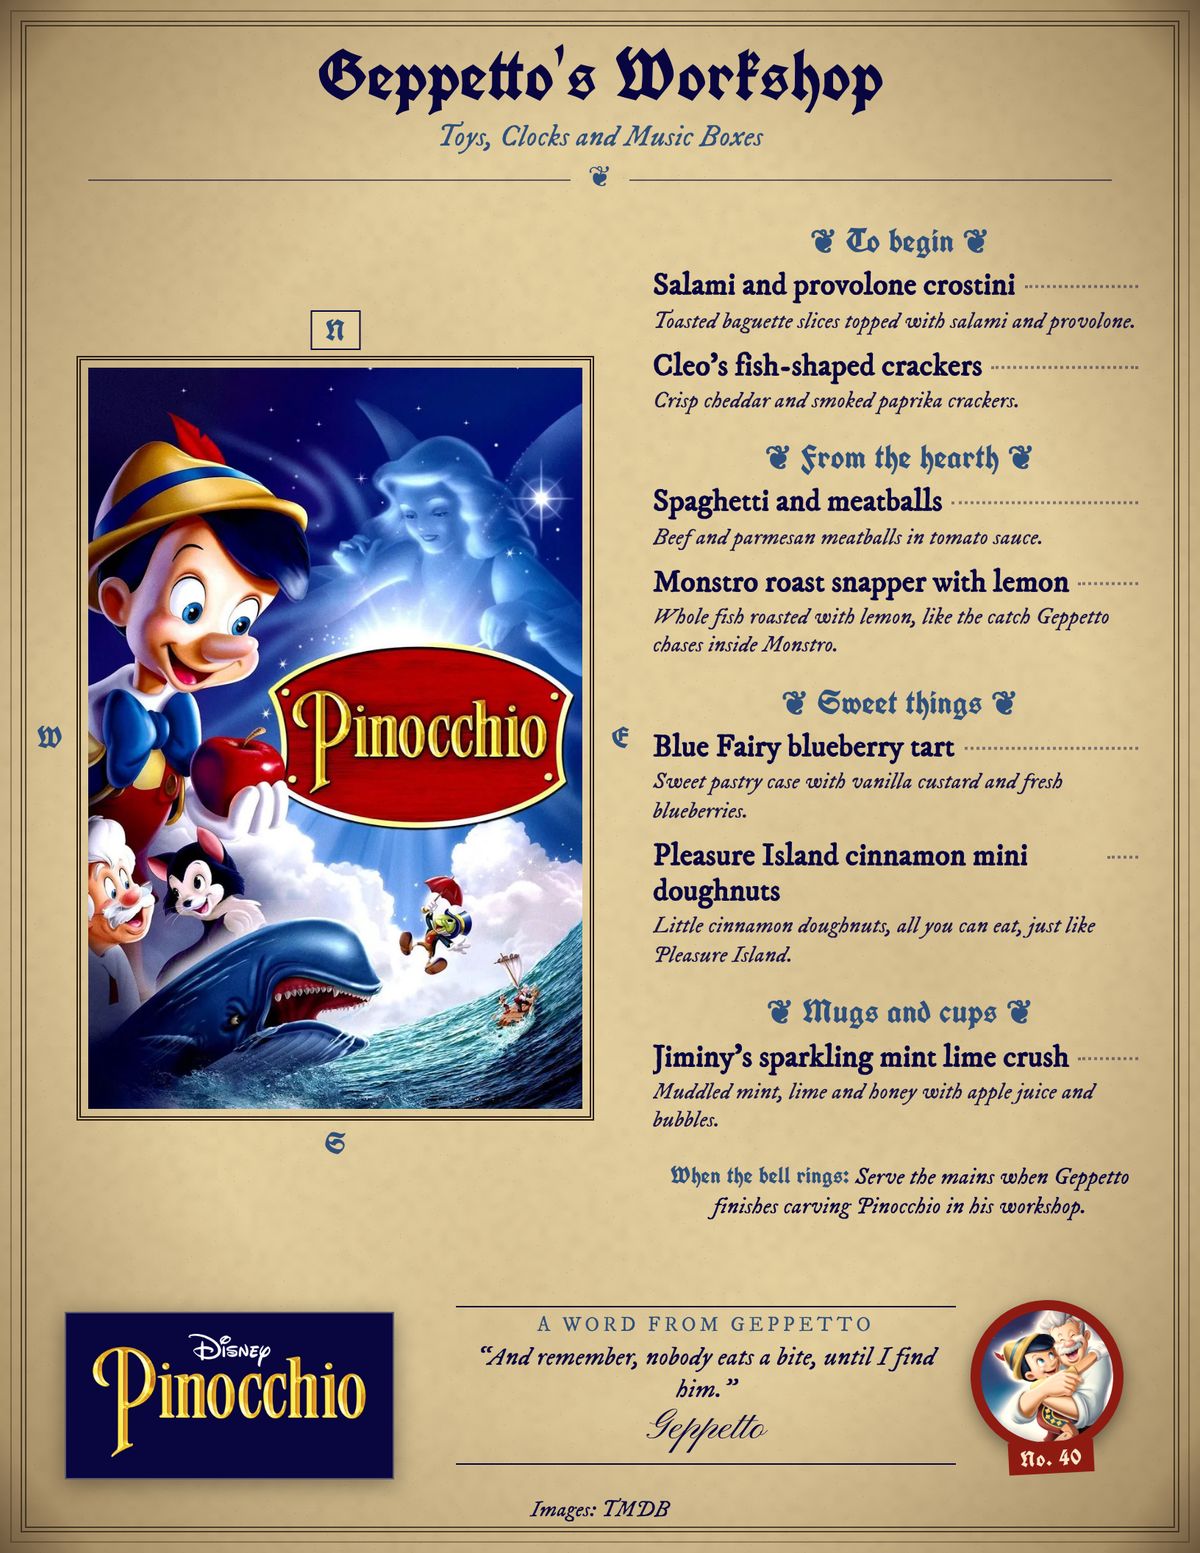 Geppetto's Workshop
Toys, Clocks and Music Boxes
N
W
E
S
Pinocchio
To begin
Salami and provolone crostini
Toasted baguette slices topped with salami and provolone.
Cleo's fish-shaped crackers
Crisp cheddar and smoked paprika crackers.
From the hearth
Spaghetti and meatballs
Beef and parmesan meatballs in tomato sauce.
Monstro roast snapper with lemon
Whole fish roasted with lemon, like the catch Geppetto
chases inside Monstro.
Sweet things
Blue Fairy blueberry tart
Sweet pastry case with vanilla custard and fresh
blueberries.
Pleasure Island cinnamon mini
doughnuts
Little cinnamon doughnuts, all you can eat, just like
Pleasure Island.
Mugs and cups
Jiminy's sparkling mint lime crush
Muddled mint, lime and honey with apple juice and
bubbles.
When the bell rings: Serve the mains when Geppetto
finishes carving Pinocchio in his workshop.
Disney
Pinocchio
A WORD FROM GEPPETTO
“And remember, nobody eats a bite, until I find
him.”
Geppetto
No. 40
Images: TMDB